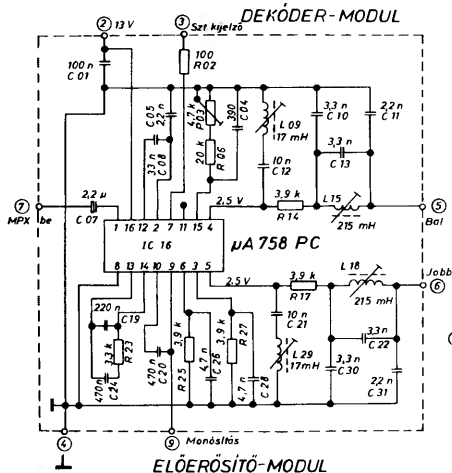 DEKÓDER-MODUL
2 13 V
3 Szt kijelző
100 n
C 01
100
R 02
C 05
2,2 n
33 n
C 08
4,7 k
P 03
20 k
R 06
390
C 04
L 09
17 mH
10 n
C 12
3,3 n
C 10
2,2 n
C 11
3,3 n
C 13
7
MPX be
2,2 µ
C 07
2,5 V
3,9 k
R 14
L 15
215 mH
5
Bal
1 16 12 2 7 11 15 4
IC 16
µA 758 PC
8 13 14 10 9 6 3 5
2,5 V
3,9 k
R 17
L 18
215 mH
Jobb
6
220 n
C 19
3,3 k
R 23
470 n
C 24
470 n
C 20
3,9 k
R 25
4,7 n
C 26
3,9 k
R 27
4,7 n
C 28
10 n
C 21
L 29
17 mH
3,3 n
C 22
3,3 n
C 30
2,2 n
C 31
4
9 Monósítás
ELŐERŐSÍTŐ-MODUL